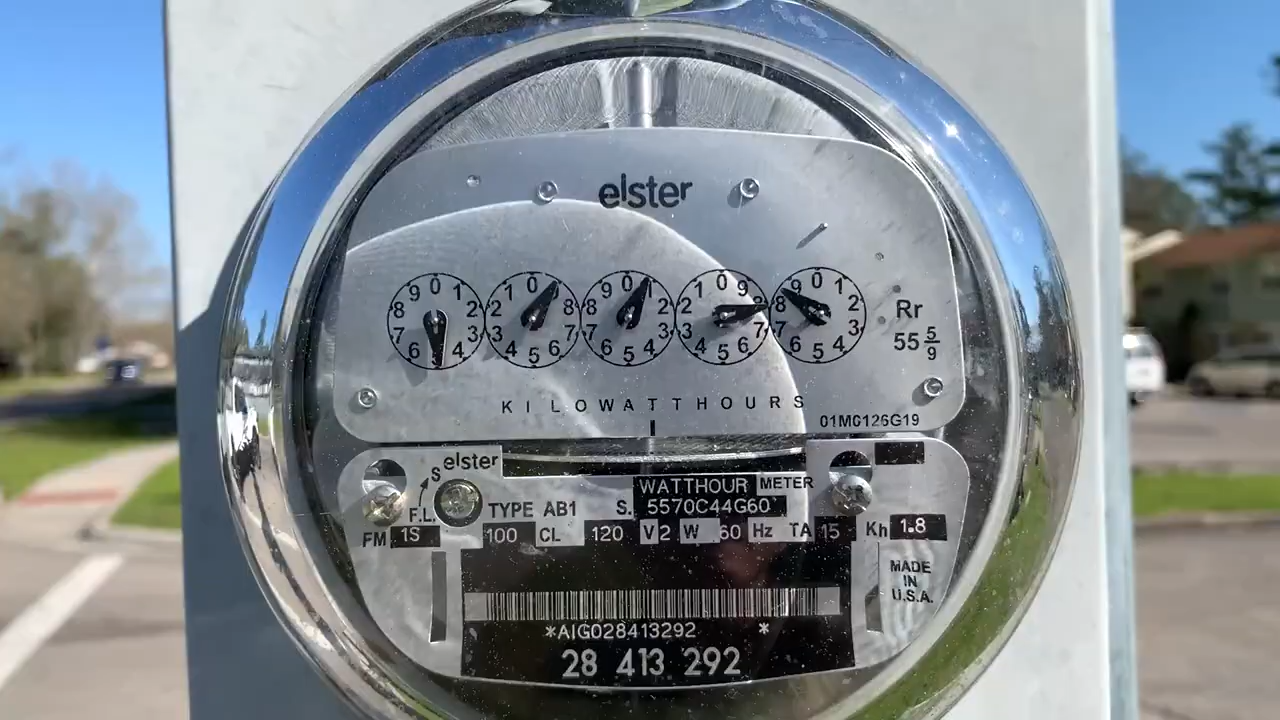 elster
9 0 1 1 0 9 9 0 1 1 0 9 9 0 1
8 2 2 8 8 2 2 8 8 2
7 3 3 7 7 3 3 7 3
6 4 4 5 6 6 5 4 4 5 6 6 5 4
Rr
55 5/9
KILOWATTHOURS
01M0126G19
elster
S
F.L.
WATTHOUR METER
TYPE AB1 S. 5570C44G60
FM 1S 100 CL 120 V 2 W 60 Hz TA 15 Kh 1.8
MADE
IN
U.S.A.
*AIG028413292 *
28 413 292